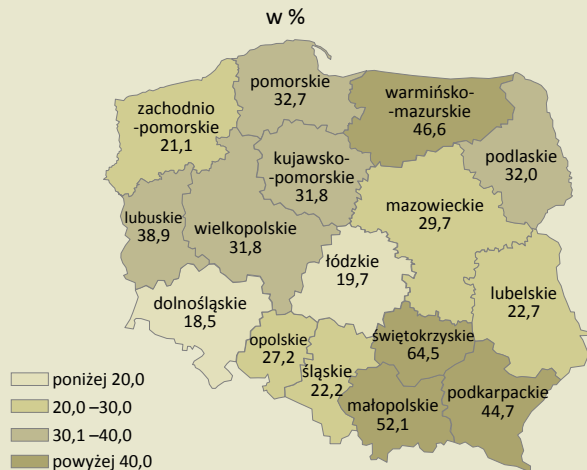 w %
pomorskie
32,7
warmińsko-
-mazurskie
46,6
zachodnio
-pomorskie
21,1
podlaskie
32,0
kujawsko-
-pomorskie
31,8
mazowieckie
29,7
lubuskie
38,9
wielkopolskie
31,8
łódzkie
19,7
lubelskie
22,7
dolnośląskie
18,5
opolskie
27,2
śląskie
22,2
świętokrzyskie
64,5
małopolskie
52,1
podkarpackie
44,7
poniżej 20,0
20,0 –30,0
30,1 –40,0
powyżej 40,0